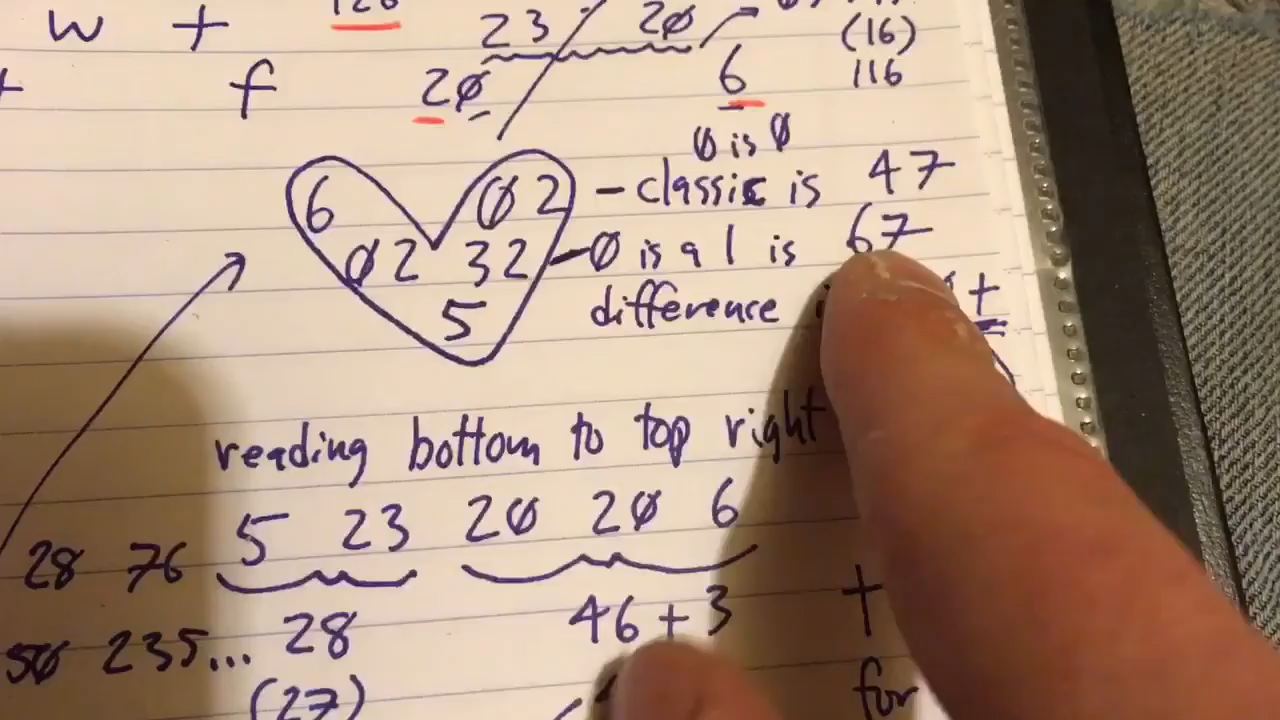 w +
23 20
(16)
f 20 6 116
0 is 0
6 02 - classic is 47
02 32 - 0 is a 1 is 67
5 difference
reading bottom to top right
5 23 20 20 6
28 76
28 46 + 3 +
50 235...
(27) for